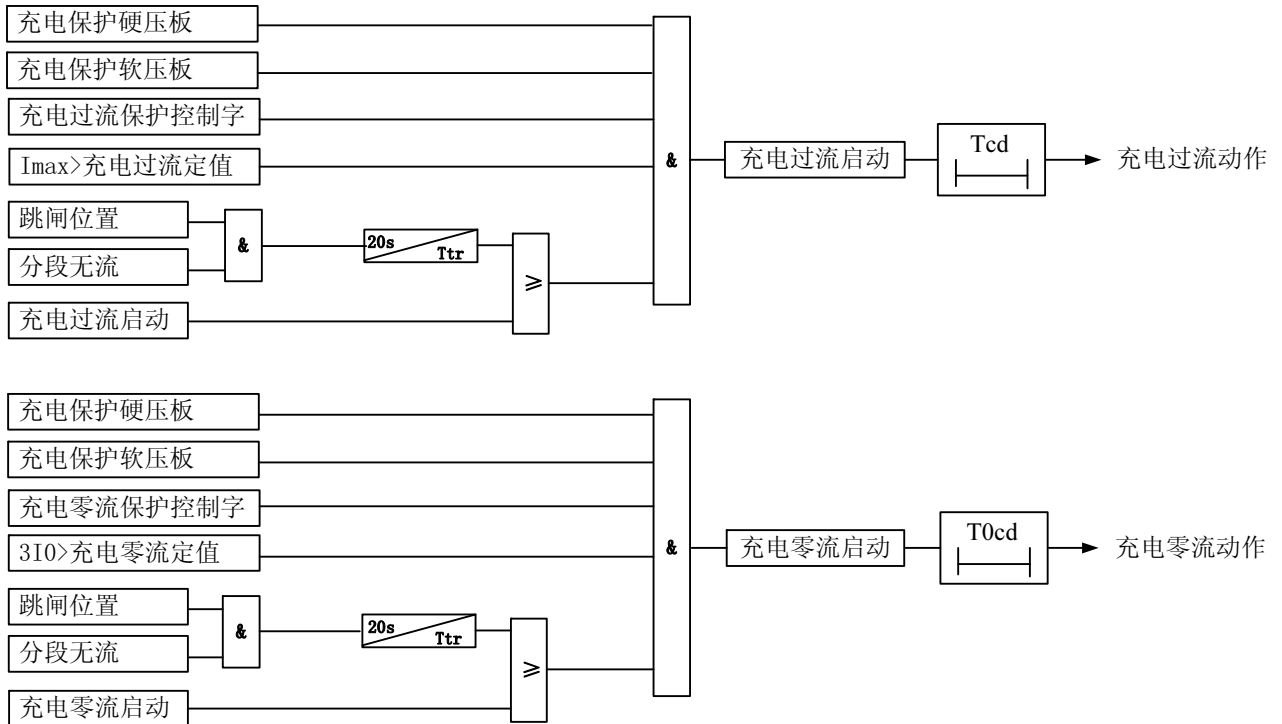 充电保护硬压板
充电保护软压板
充电过流保护控制字
Imax>充电过流定值
跳闸位置
分段无流
充电过流启动
&
20s
Ttr
≥
&
充电过流启动
Tcd
充电过流动作
充电保护硬压板
充电保护软压板
充电零流保护控制字
3I0>充电零流定值
跳闸位置
分段无流
充电零流启动
&
20s
Ttr
≥
&
充电零流启动
T0cd
充电零流动作